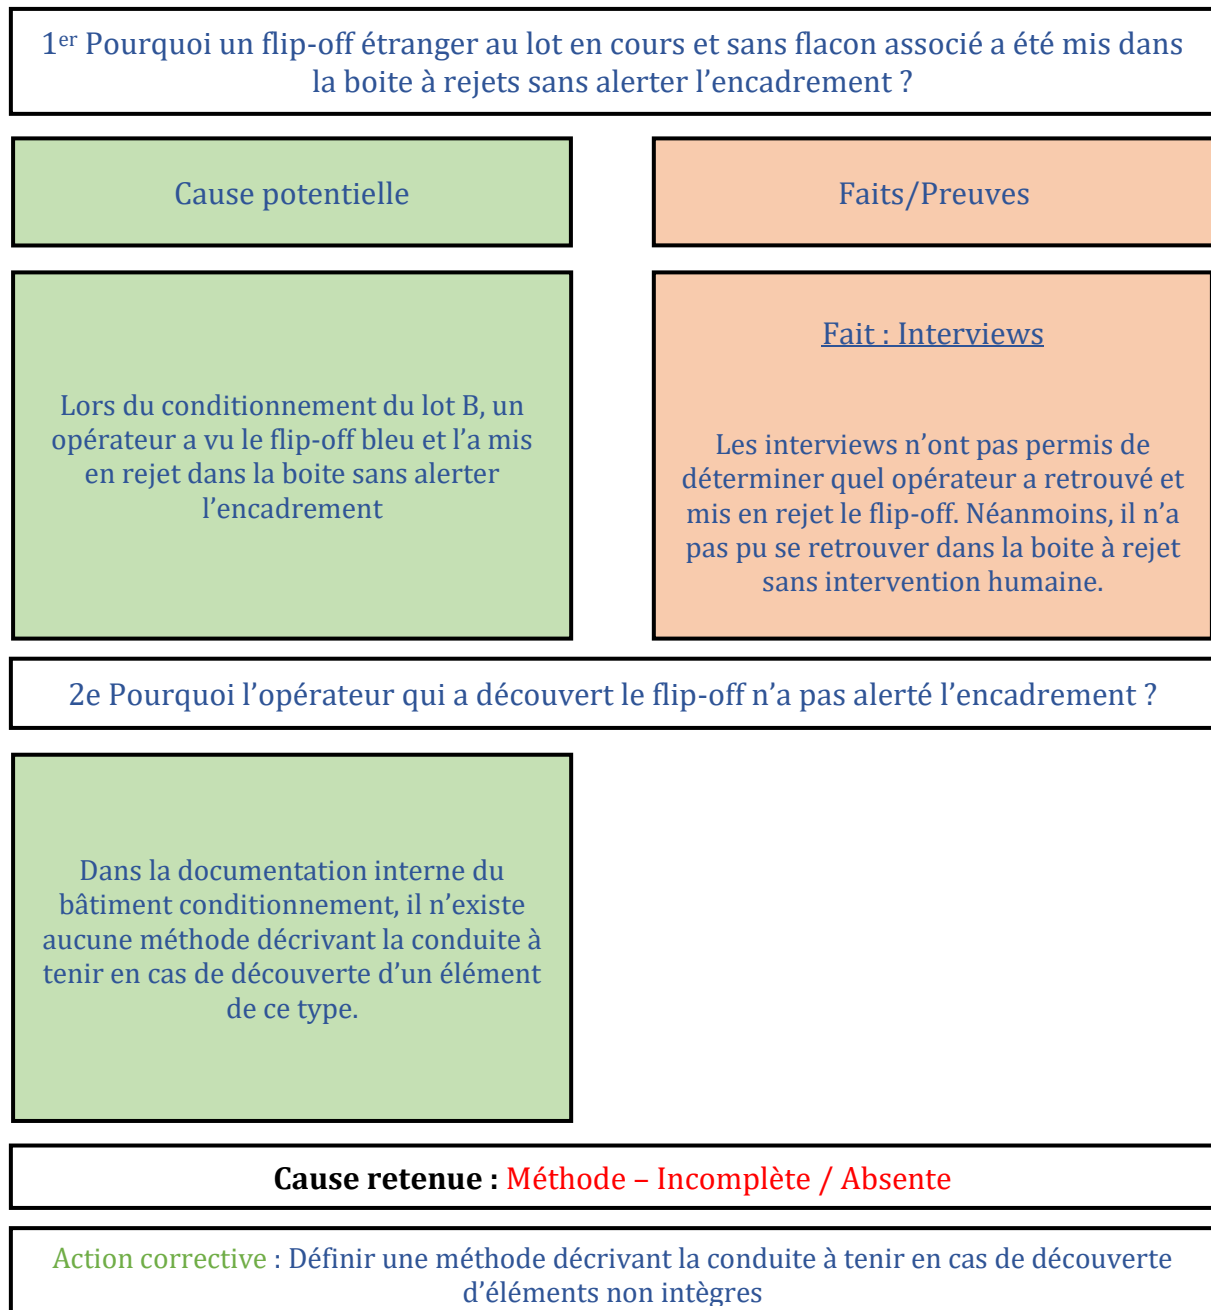 1er Pourquoi un flip-off étranger au lot en cours et sans flacon associé a été mis dans
la boite à rejets sans alerter l’encadrement ?
Cause potentielle
Faits/Preuves
Lors du conditionnement du lot B, un
opérateur a vu le flip-off bleu et l’a mis
en rejet dans la boite sans alerter
l’encadrement
Fait : Interviews
Les interviews n’ont pas permis de
déterminer quel opérateur a retrouvé et
mis en rejet le flip-off. Néanmoins, il n’a
pas pu se retrouver dans la boite à rejet
sans intervention humaine.
2e Pourquoi l’opérateur qui a découvert le flip-off n’a pas alerté l’encadrement ?
Dans la documentation interne du
bâtiment conditionnement, il n’existe
aucune méthode décrivant la conduite à
tenir en cas de découverte d’un élément
de ce type.
Cause retenue : Méthode – Incomplète / Absente
Action corrective : Définir une méthode décrivant la conduite à tenir en cas de découverte
d’éléments non intègres